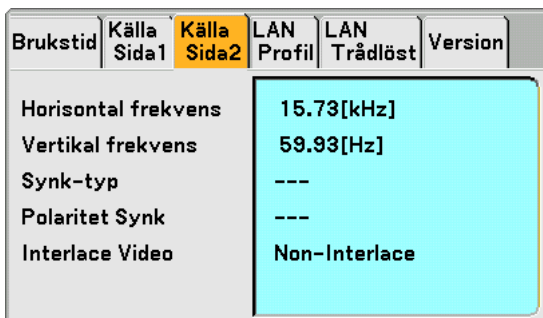 Brukstid
Källa Sida1
Källa Sida2
LAN Profil
LAN Trådlöst
Version
Horisontal frekvens 15.73[kHz]
Vertikal frekvens 59.93[Hz]
Synk-typ ---
Polaritet Synk ---
Interlace Video Non-Interlace